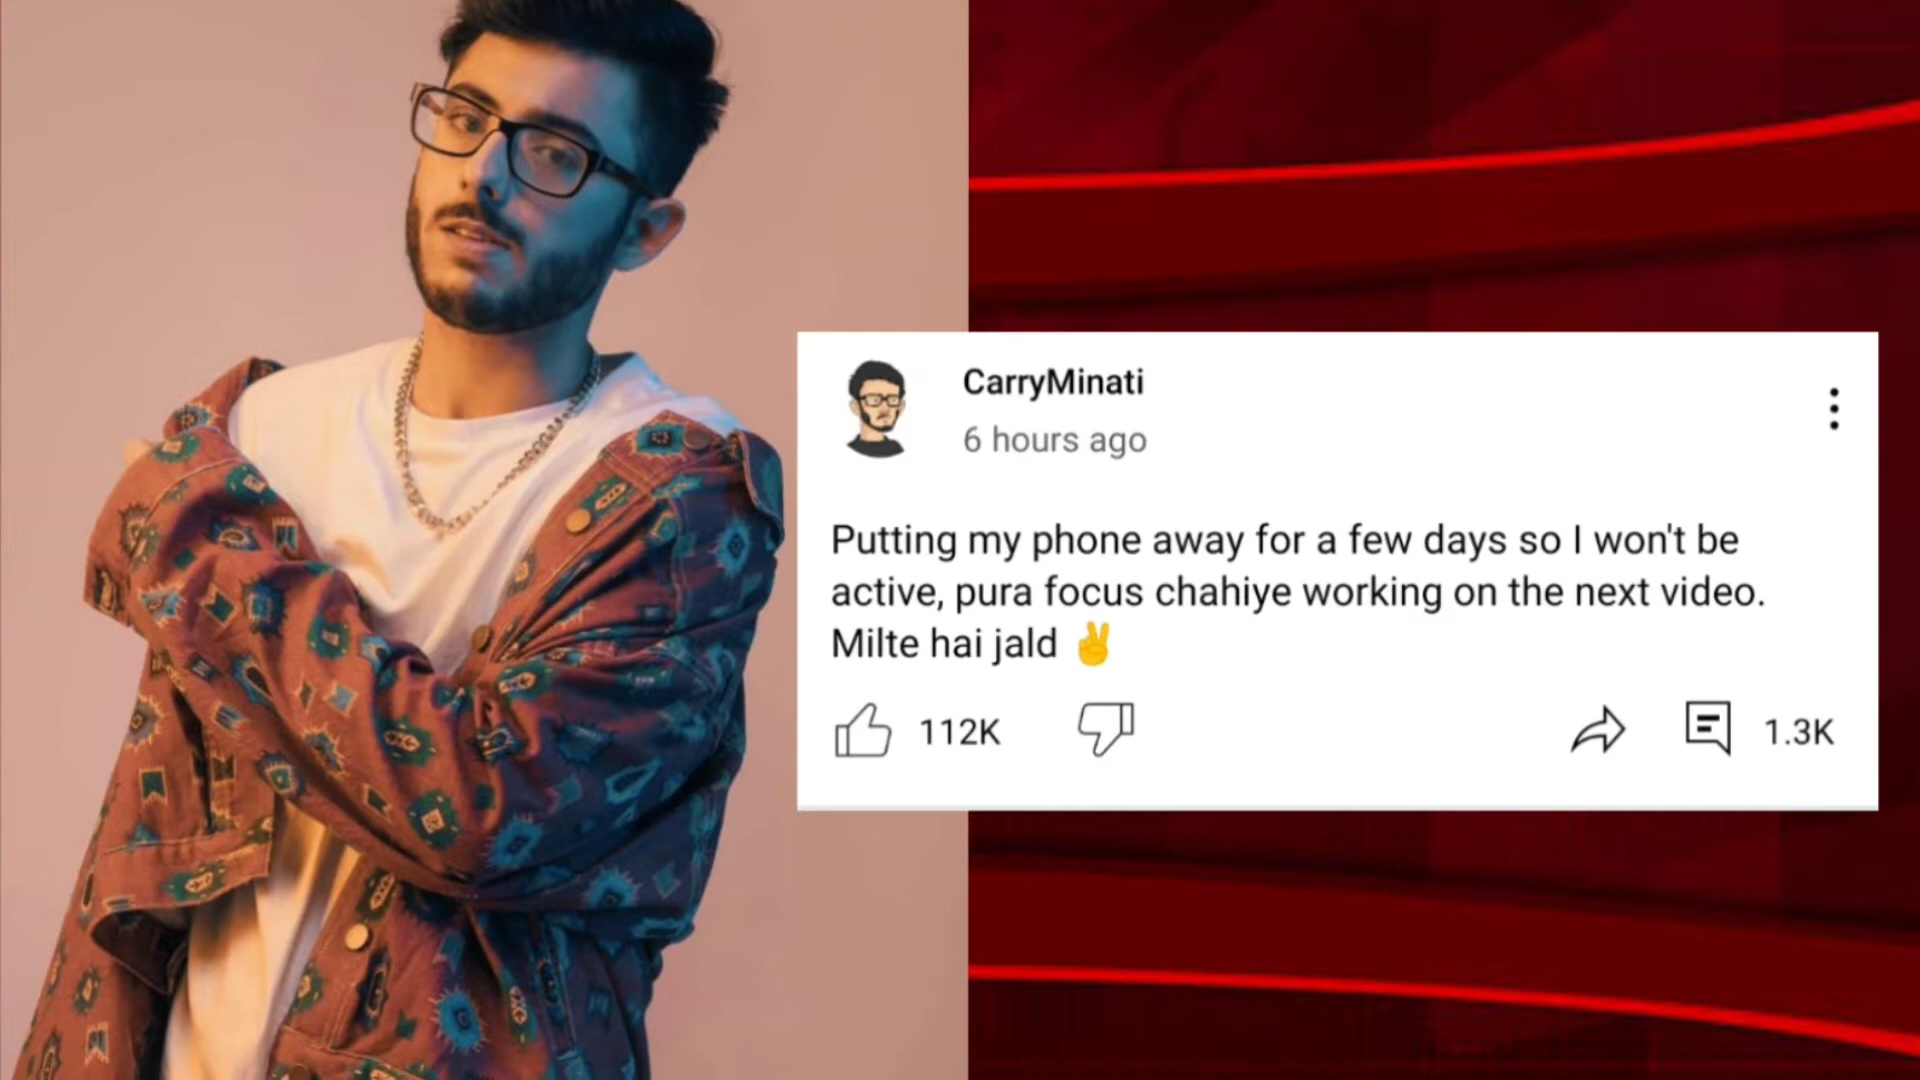 CarryMinati
6 hours ago
Putting my phone away for a few days so I won't be
active, pura focus chahiye working on the next video.
Milte hai jald ✌
112K
1.3K